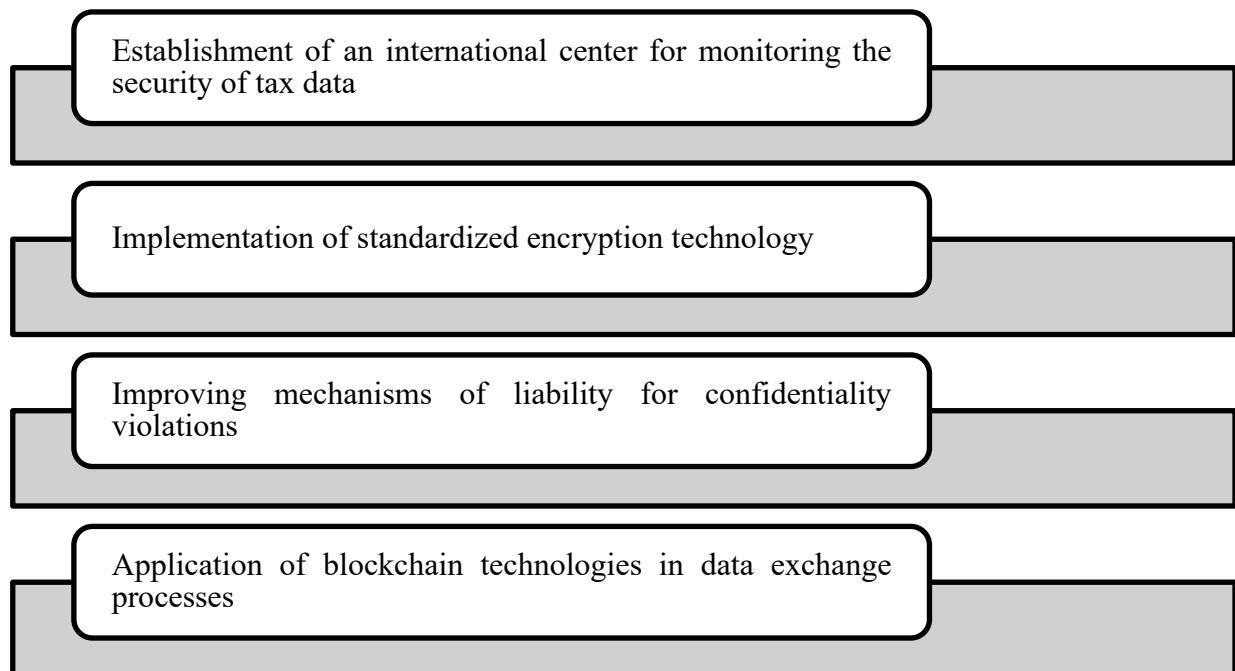 Establishment of an international center for monitoring the
security of tax data
Implementation of standardized encryption technology
Improving mechanisms of liability for confidentiality
violations
Application of blockchain technologies in data exchange
processes